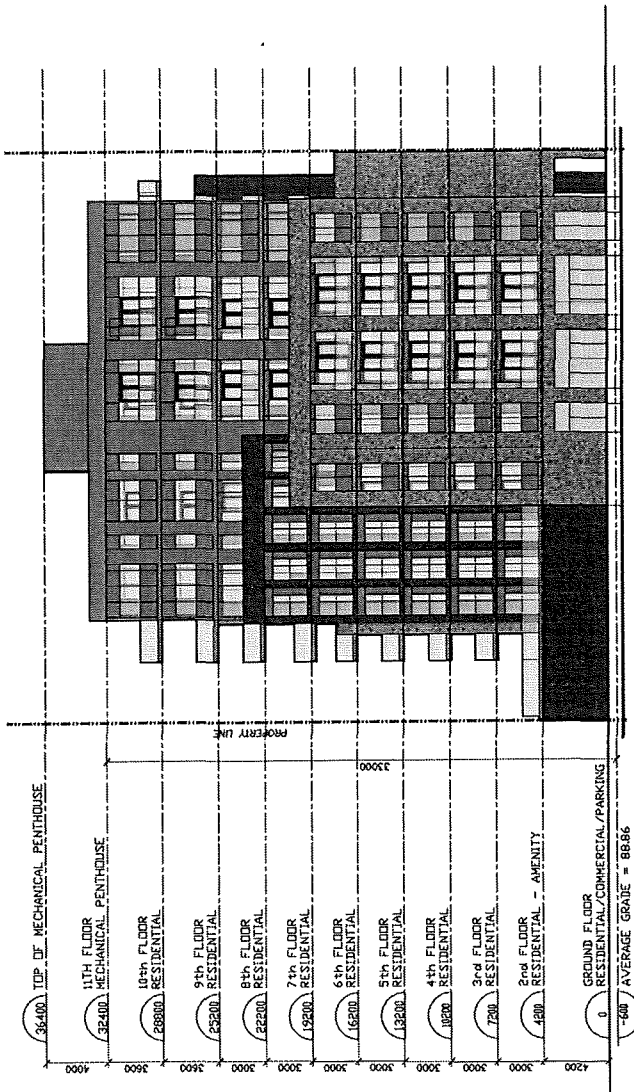 36400 TOP OF MECHANICAL PENTHOUSE
4000
32400 11TH FLOOR
MECHANICAL PENTHOUSE
3600
28800 10th FLOOR
RESIDENTIAL
3600
25200 9th FLOOR
RESIDENTIAL
3000
22200 8th FLOOR
RESIDENTIAL
3000
19200 7th FLOOR
RESIDENTIAL
3000
16200 6th FLOOR
RESIDENTIAL
3000
13200 5th FLOOR
RESIDENTIAL
3000
10200 4th FLOOR
RESIDENTIAL
3000
7200 3rd FLOOR
RESIDENTIAL
3000
4200 2nd FLOOR
RESIDENTIAL - AMENITY
4200
0 GROUND FLOOR
RESIDENTIAL/COMMERCIAL/PARKING
-600 AVERAGE GRADE = 88.86
33000
PROPERTY LINE